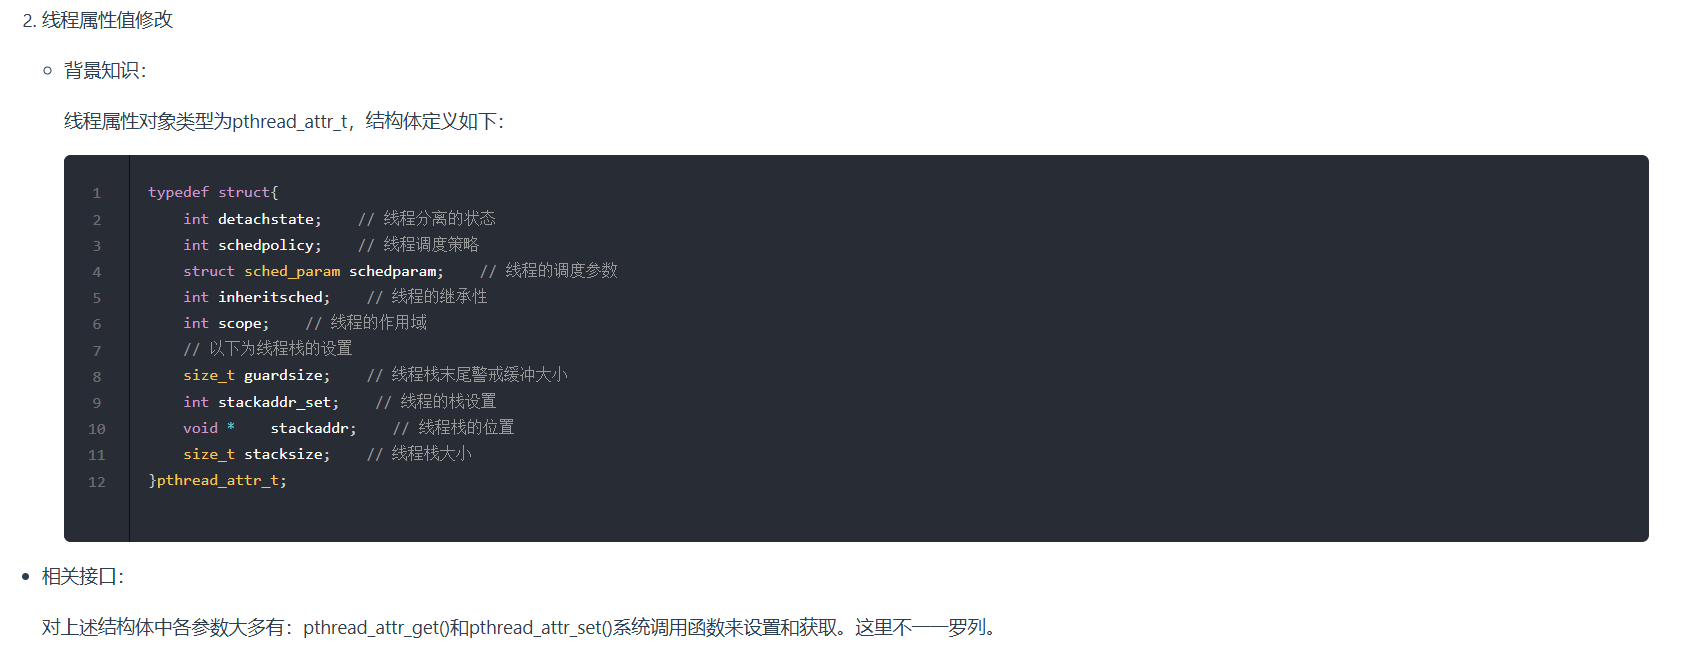 2. 线程属性值修改
背景知识：
线程属性对象类型为pthread_attr_t，结构体定义如下：
1 typedef struct{
2 int detachstate; // 线程分离的状态
3 int schedpolicy; // 线程调度策略
4 struct sched_param schedparam; // 线程的调度参数
5 int inheritsched; // 线程的继承性
6 int scope; // 线程的作用域
7 // 以下为线程栈的设置
8 size_t guardsize; // 线程栈末尾警戒缓冲大小
9 int stackaddr_set; // 线程的栈设置
10 void * stackaddr; // 线程栈的位置
11 size_t stacksize; // 线程栈大小
12 }pthread_attr_t;
相关接口：
对上述结构体中各参数大多有：pthread_attr_get()和pthread_attr_set()系统调用函数来设置和获取。这里不一一罗列。